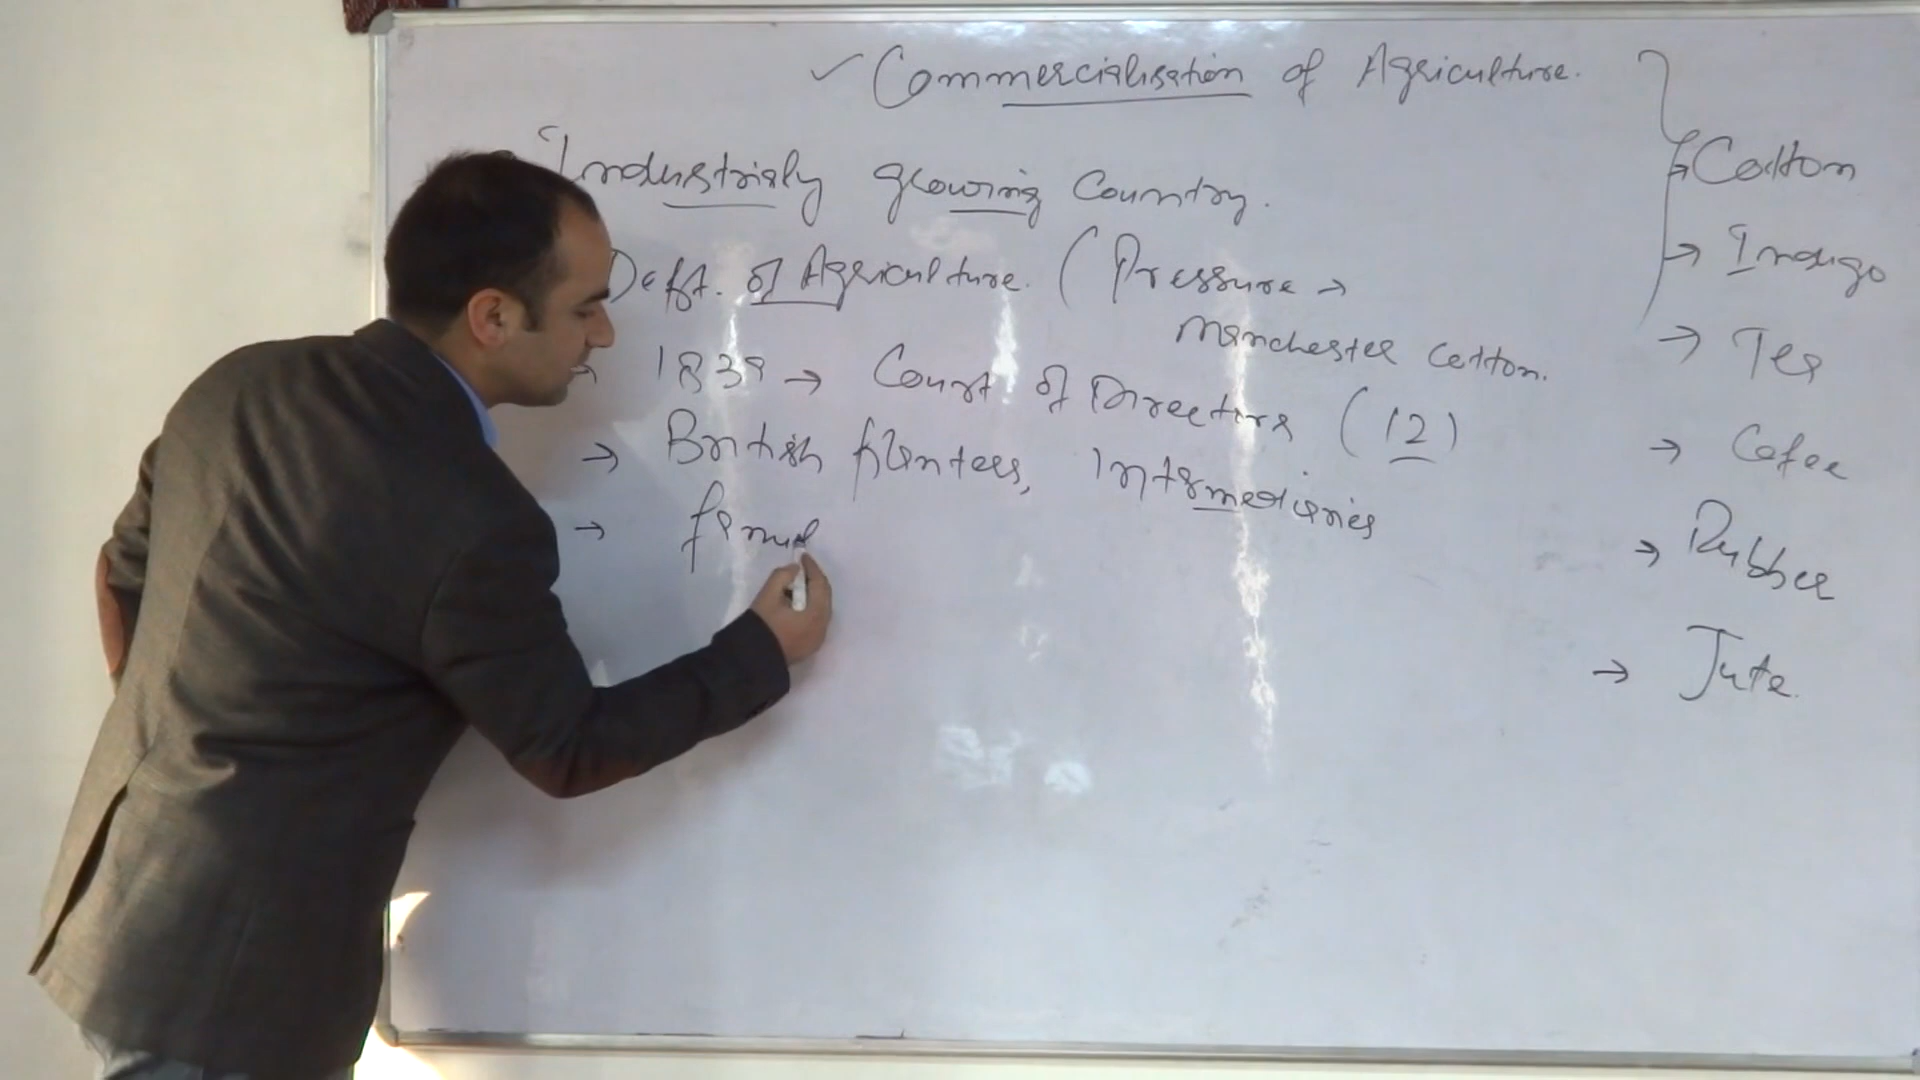 ✓ Commercialisation of Agriculture.
Industrialy growing Country.
Deptt. of Agriculture. ( Pressure →
Manchester Cotton.
→ 1839 → Court of Directors (12)
→ British planters, Intermediaries
→
→ Cotton
→ Indigo
→ Tea
→ Cofee
→ Rubber
→ Jute.